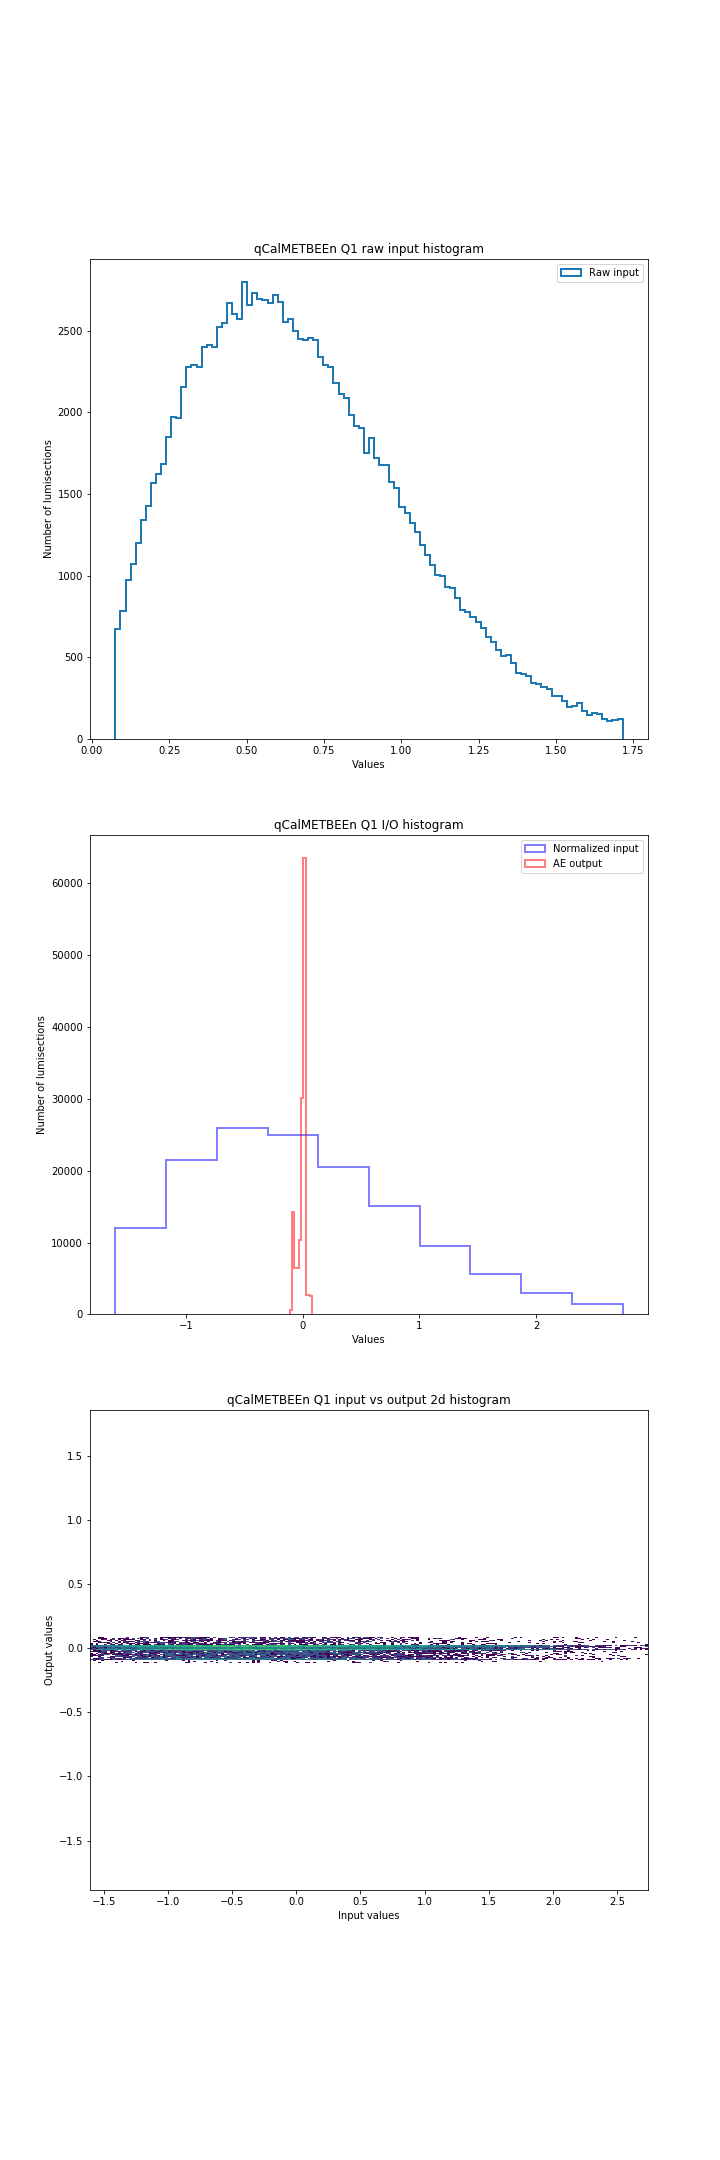 qCalMETBEEn Q1 raw input histogram
Raw input
2500
2000
1500
1000
500
0
Number of lumisections
0.00 0.25 0.50 0.75 1.00 1.25 1.50 1.75
Values
qCalMETBEEn Q1 I/O histogram
Normalized input
AE output
60000
50000
40000
30000
20000
10000
0
Number of lumisections
−1 0 1 2
Values
qCalMETBEEn Q1 input vs output 2d histogram
1.5
1.0
0.5
0.0
−0.5
−1.0
−1.5
Output values
−1.5 −1.0 −0.5 0.0 0.5 1.0 1.5 2.0 2.5
Input values